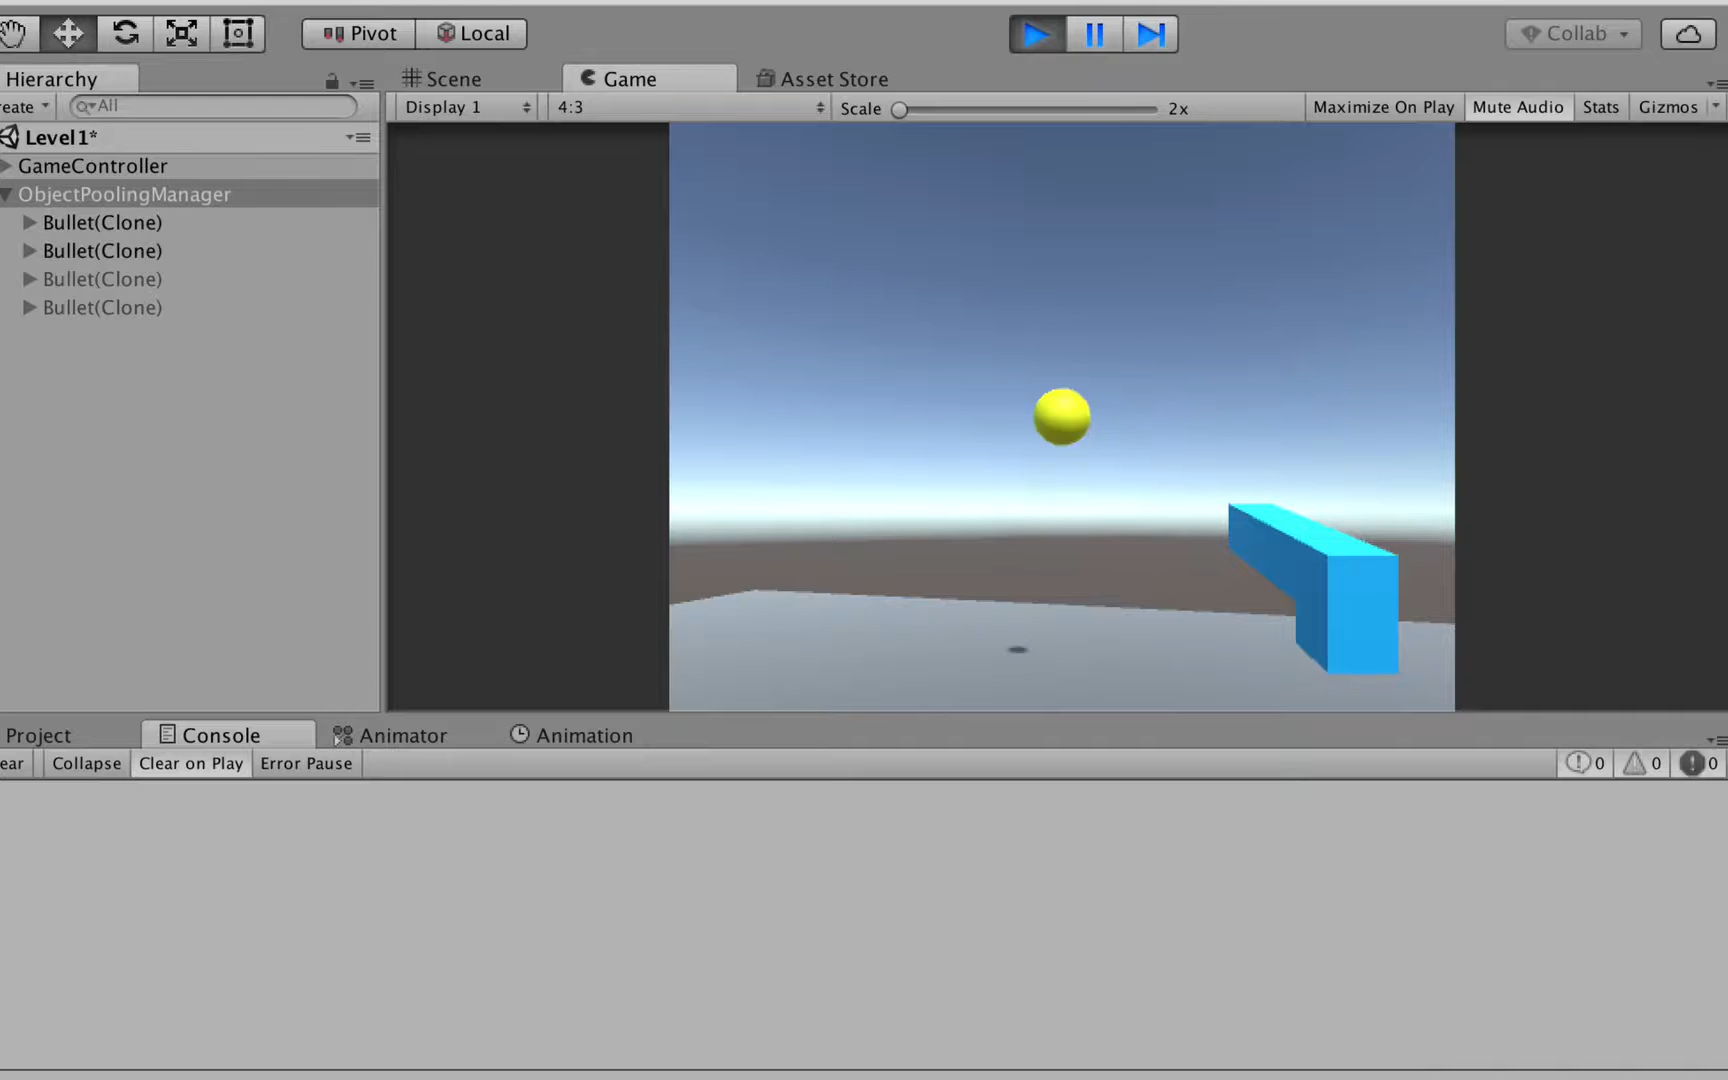 Pivot Local Collab
Hierarchy Scene Game Asset Store
reate All Display 1 4:3 Scale 2x Maximize On Play Mute Audio Stats Gizmos
Level1*
GameController
ObjectPoolingManager
Bullet(Clone)
Bullet(Clone)
Bullet(Clone)
Bullet(Clone)
Project Console Animator Animation
ear Collapse Clear on Play Error Pause 0 0 0